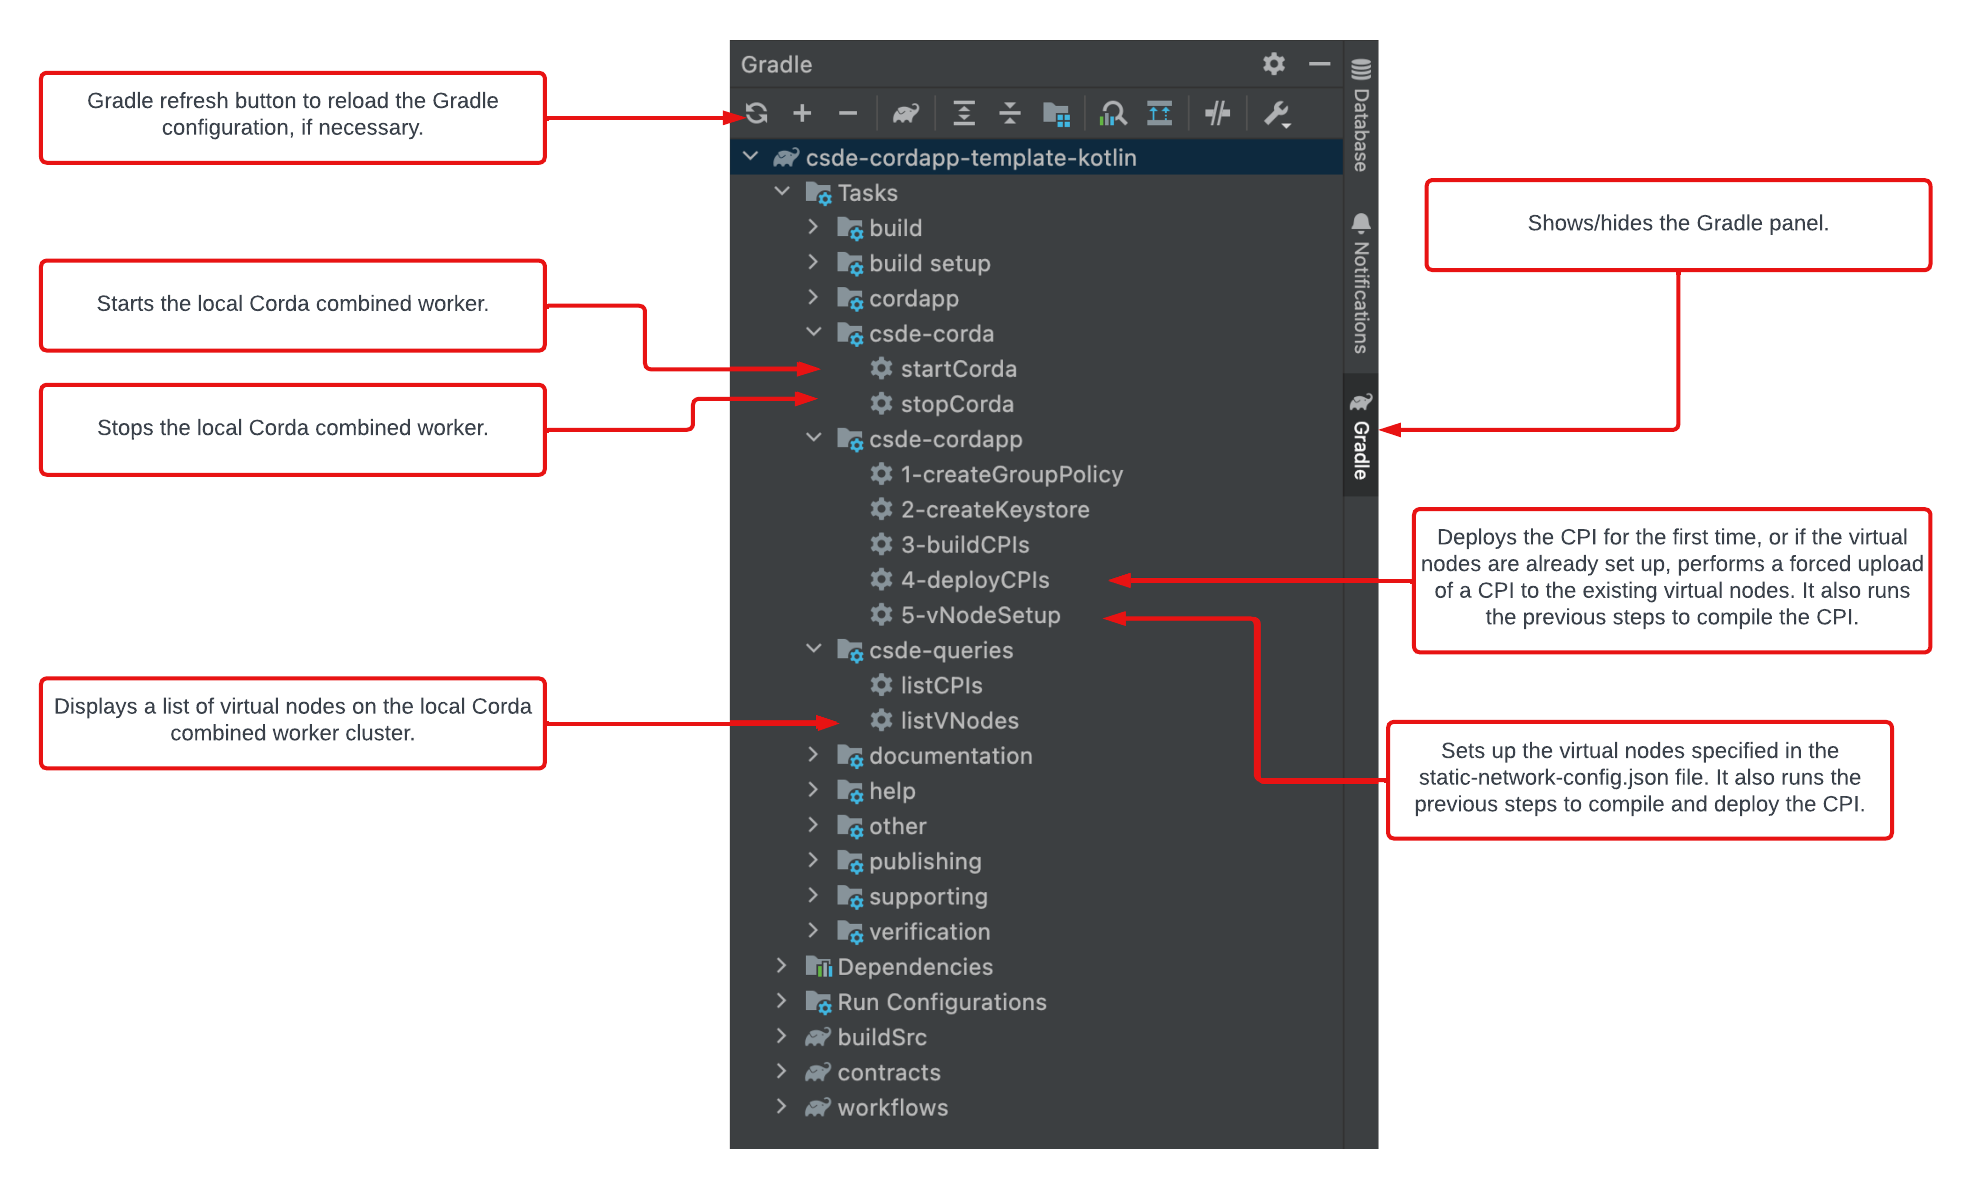 Gradle refresh button to reload the Gradle
configuration, if necessary.
Starts the local Corda combined worker.
Stops the local Corda combined worker.
Displays a list of virtual nodes on the local Corda
combined worker cluster.
Gradle
csde-cordapp-template-kotlin
Tasks
build
build setup
cordapp
csde-corda
startCorda
stopCorda
csde-cordapp
1-createGroupPolicy
2-createKeystore
3-buildCPIs
4-deployCPIs
5-vNodeSetup
csde-queries
listCPIs
listVNodes
documentation
help
other
publishing
supporting
verification
Dependencies
Run Configurations
buildSrc
contracts
workflows
Database
Notifications
Gradle
Shows/hides the Gradle panel.
Deploys the CPI for the first time, or if the virtual
nodes are already set up, performs a forced upload
of a CPI to the existing virtual nodes. It also runs
the previous steps to compile the CPI.
Sets up the virtual nodes specified in the
static-network-config.json file. It also runs the
previous steps to compile and deploy the CPI.